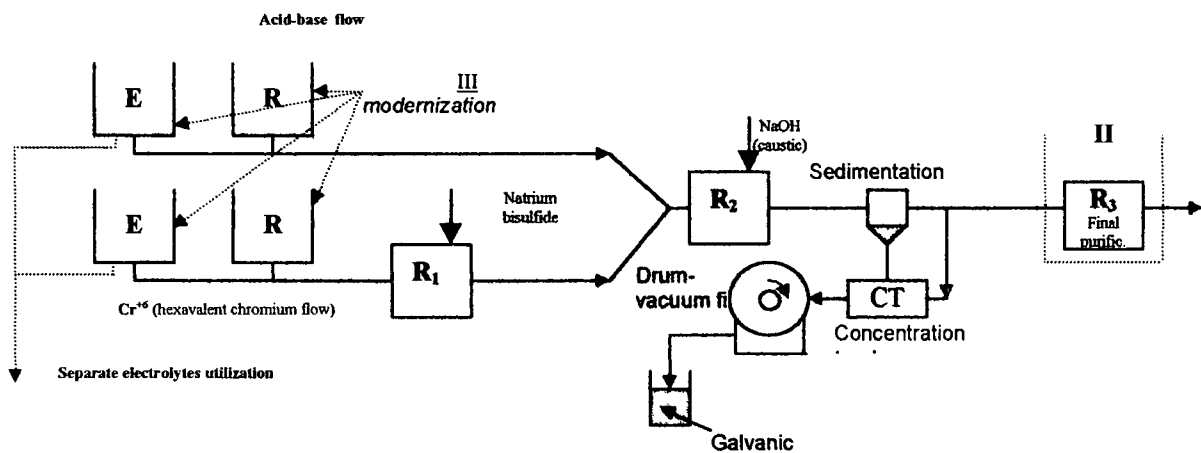 Acid-base flow
E
R
III
modernization
E
R
Natrium
bisulfide
R₁
Cr⁺⁶ (hexavalent chromium flow)
Separate electrolytes utilization
NaOH
(caustic)
R₂
Sedimentation
II
R₃
Final
purific.
Drum-
vacuum fi
CT
Concentration
Galvanic